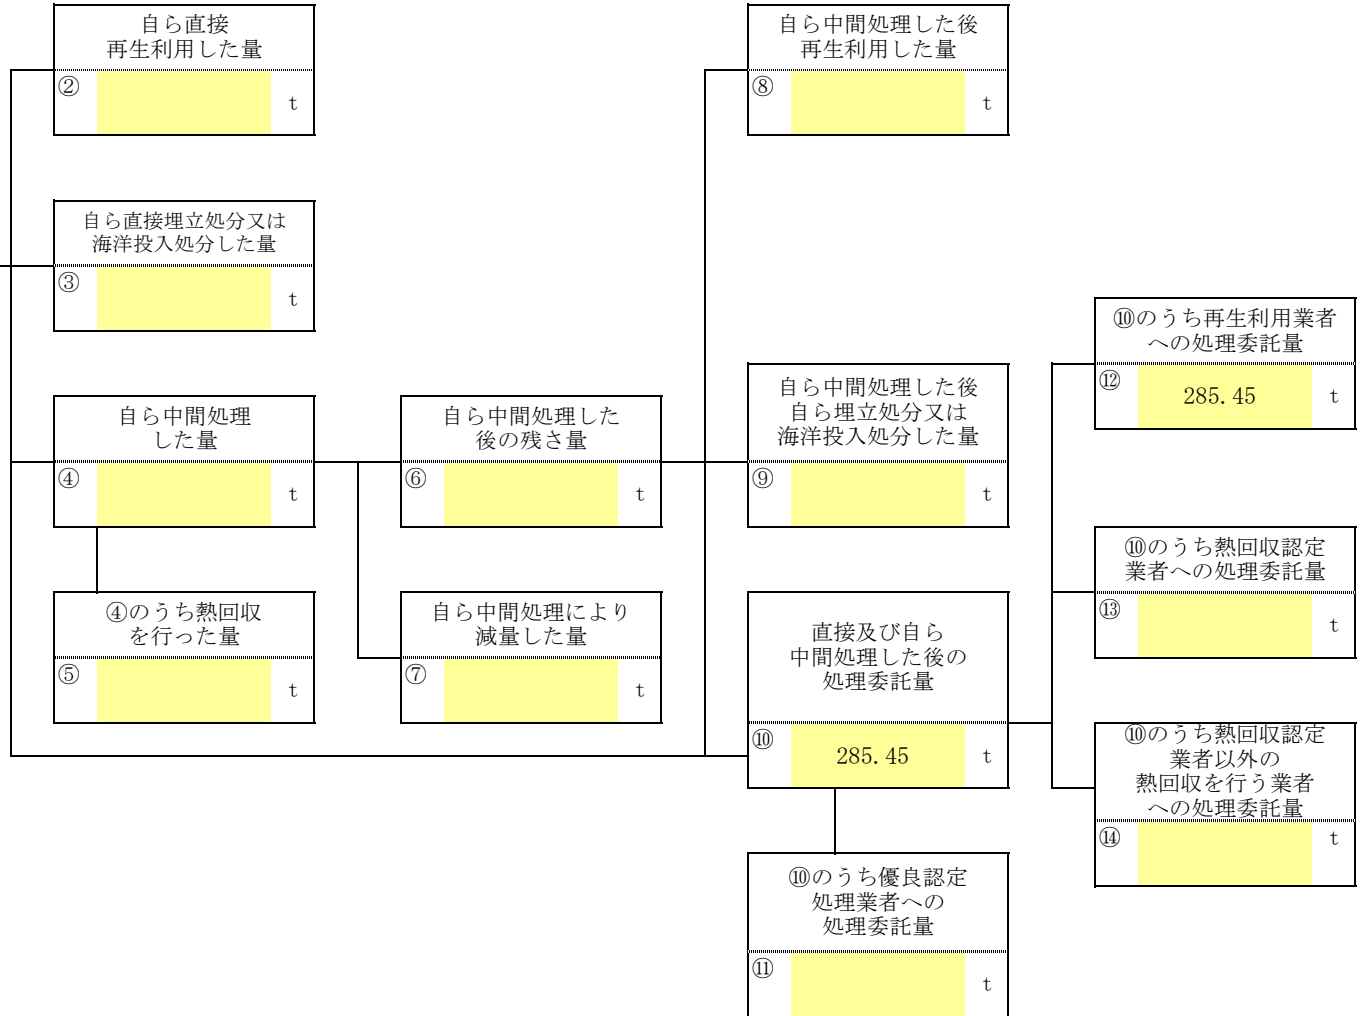 自ら直接
再生利用した量
②
t
自ら中間処理した後
再生利用した量
⑧
t
自ら直接埋立処分又は
海洋投入処分した量
③
t
⑩のうち再生利用業者
への処理委託量
⑫
285.45
t
自ら中間処理
した量
④
t
自ら中間処理した
後の残さ量
⑥
t
自ら中間処理した後
自ら埋立処分又は
海洋投入処分した量
⑨
t
⑩のうち熱回収認定
業者への処理委託量
⑬
t
④のうち熱回収
を行った量
⑤
t
自ら中間処理により
減量した量
⑦
t
直接及び自ら
中間処理した後の
処理委託量
⑩
285.45
t
⑩のうち熱回収認定
業者以外の
熱回収を行う業者
への処理委託量
⑭
t
⑩のうち優良認定
処理業者への
処理委託量
⑪
t